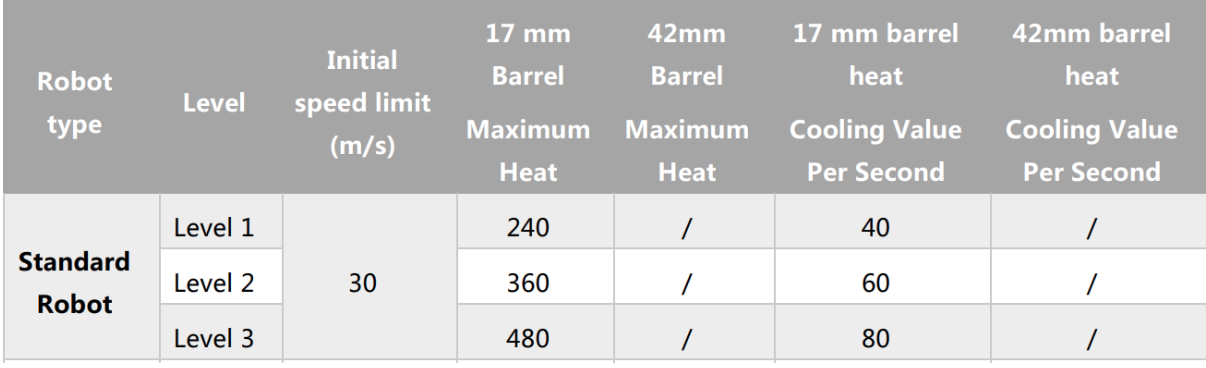 Robot type
Level
Initial speed limit (m/s)
17 mm Barrel Maximum Heat
42mm Barrel Maximum Heat
17 mm barrel heat Cooling Value Per Second
42mm barrel heat Cooling Value Per Second
Standard Robot
Level 1
30
240
/
40
/
Level 2
360
/
60
/
Level 3
480
/
80
/